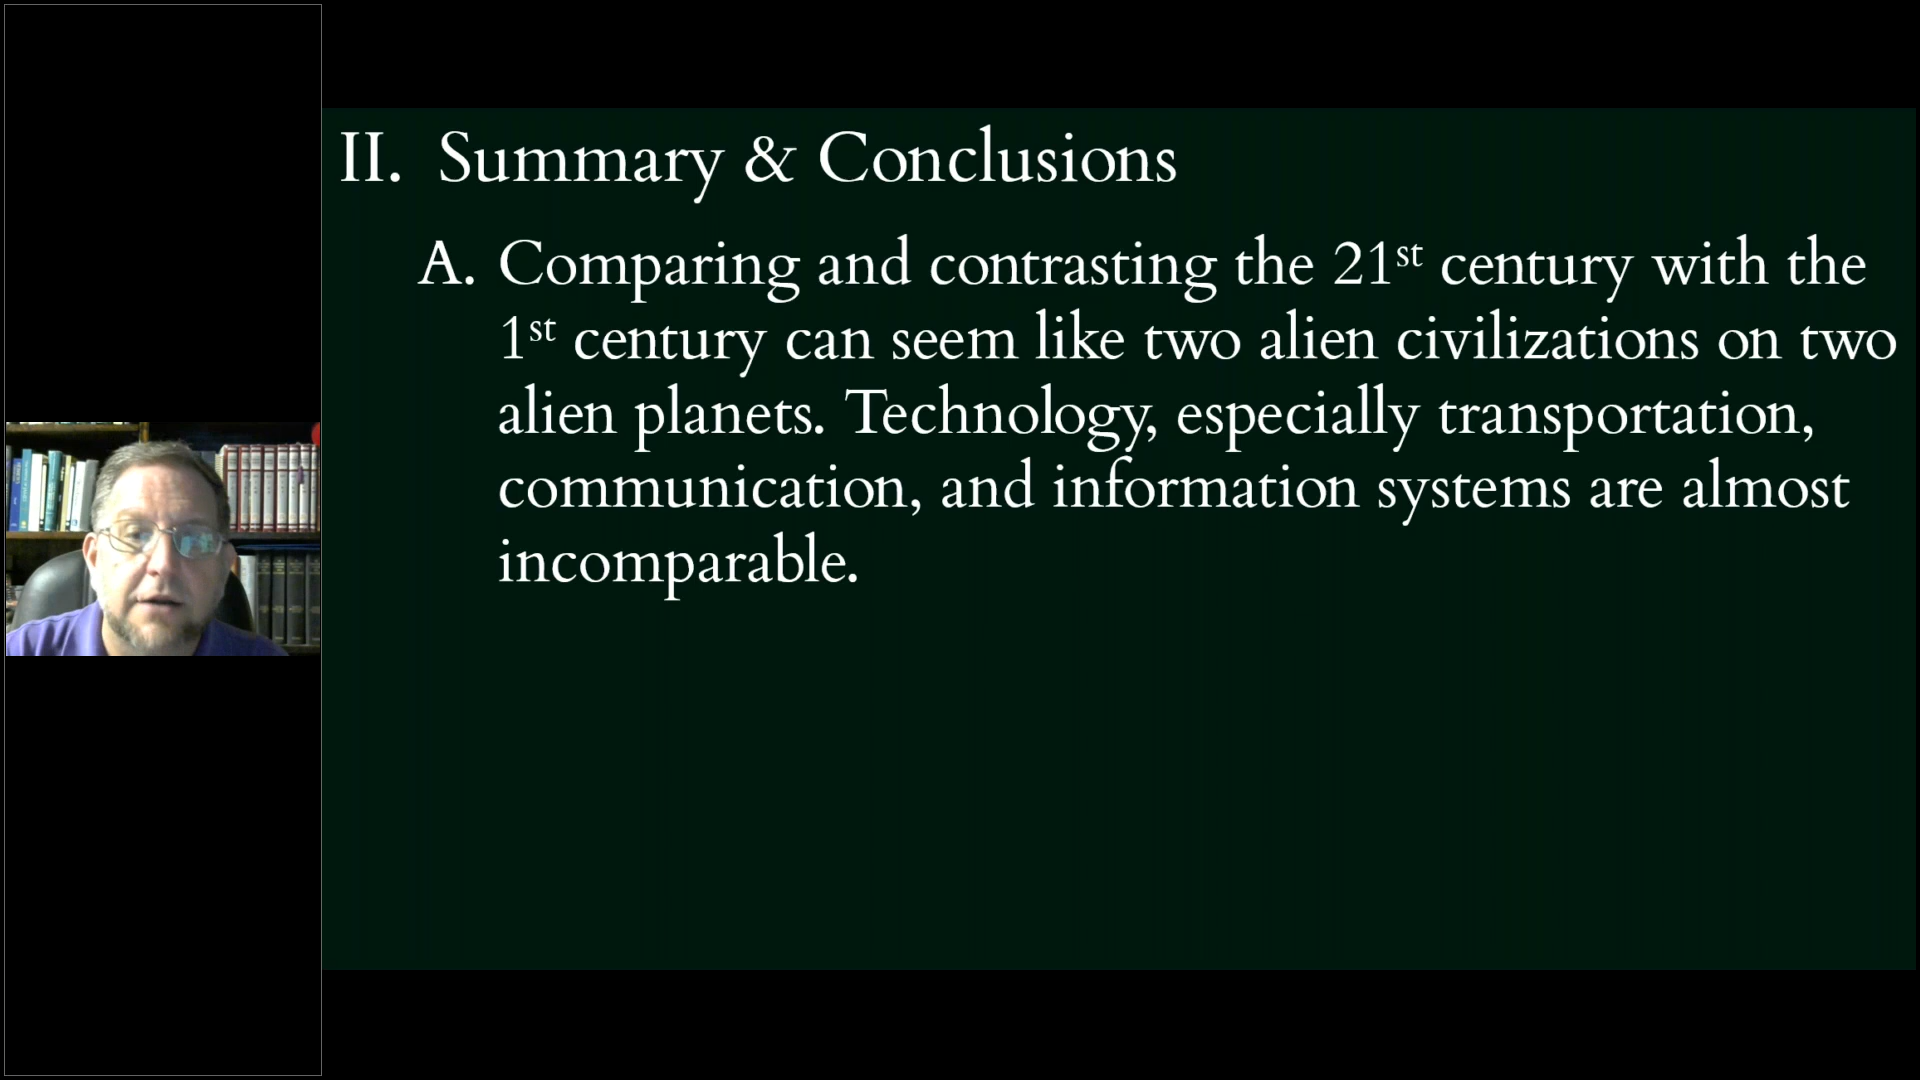 II. Summary & Conclusions
A. Comparing and contrasting the 21st century with the
1st century can seem like two alien civilizations on two
alien planets. Technology, especially transportation,
communication, and information systems are almost
incomparable.